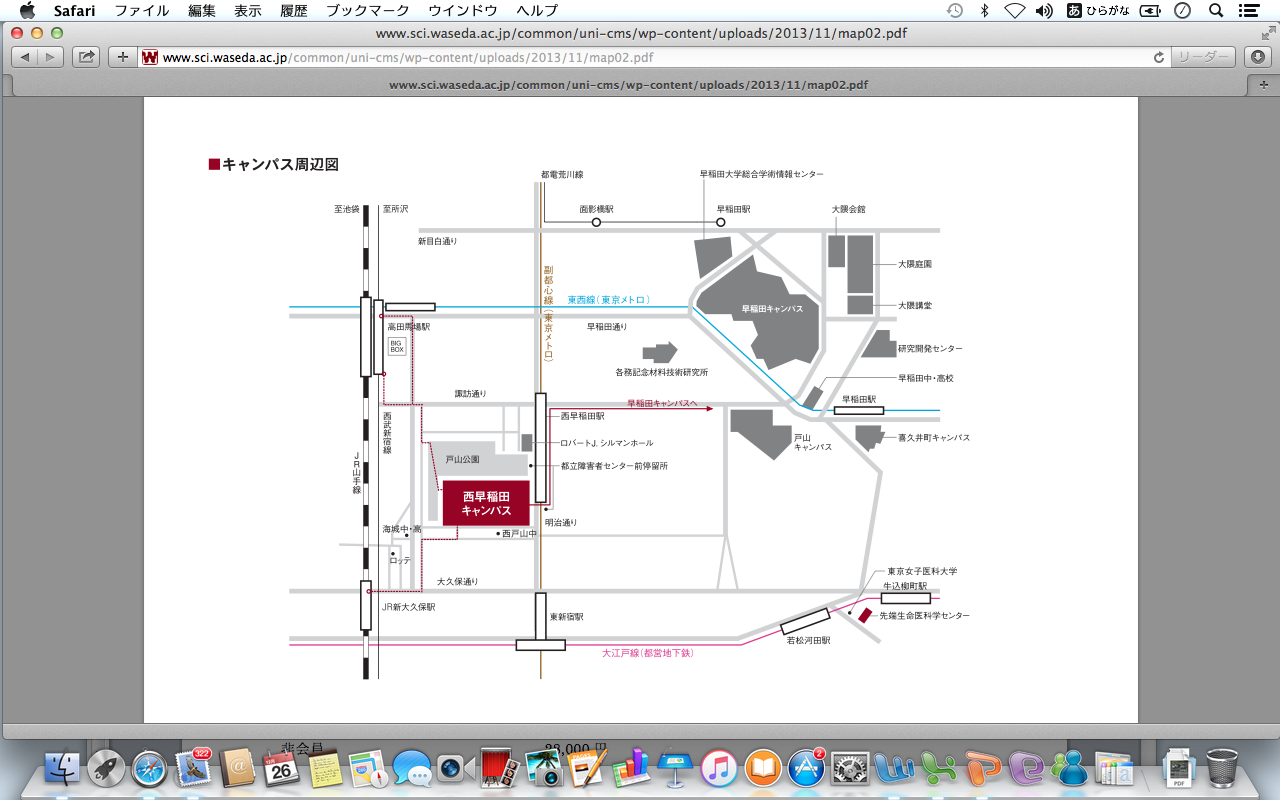 Safari ファイル 編集 表示 履歴 ブックマーク ウインドウ ヘルプ あ ひらがな
www.sci.waseda.ac.jp/common/uni-cms/wp-content/uploads/2013/11/map02.pdf
W www.sci.waseda.ac.jp/common/uni-cms/wp-content/uploads/2013/11/map02.pdf リーダー
www.sci.waseda.ac.jp/common/uni-cms/wp-content/uploads/2013/11/map02.pdf
■キャンパス周辺図
都電荒川線
早稲田大学総合学術情報センター
至池袋
至所沢
面影橋駅
早稲田駅
大隈会館
新目白通り
大隈庭園
副都心線(東京メトロ)
東西線(東京メトロ)
早稲田キャンパス
大隈講堂
高田馬場駅
早稲田通り
BIG
BOX
研究開発センター
各務記念材料技術研究所
早稲田中・高校
諏訪通り
早稲田キャンパスへ
早稲田駅
西武新宿線
西早稲田駅
戸山
キャンパス
喜久井町キャンパス
ロバートJ. シルマンホール
JR山手線
戸山公園
都立障害者センター前停留所
西早稲田
キャンパス
明治通り
海城中・高
西戸山中
ロッテ
大久保通り
東京女子医科大学
牛込柳町駅
JR新大久保駅
東新宿駅
先端生命医科学センター
若松河田駅
大江戸線(都営地下鉄)
非会員
322
26
2
PDF